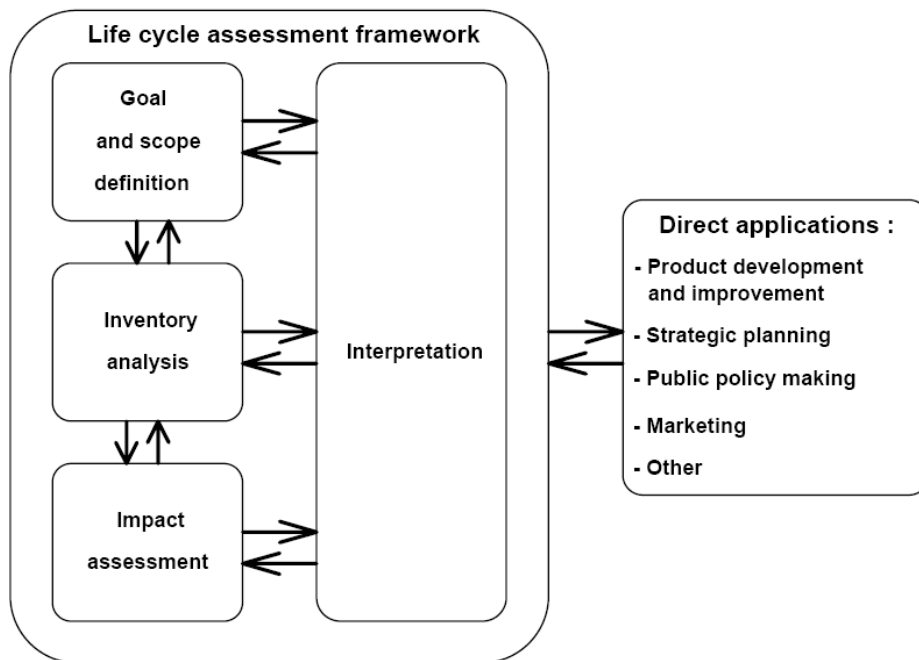 Life cycle assessment framework
Goal
and scope
definition
Inventory
analysis
Impact
assessment
Interpretation
Direct applications :
- Product development
and improvement
- Strategic planning
- Public policy making
- Marketing
- Other